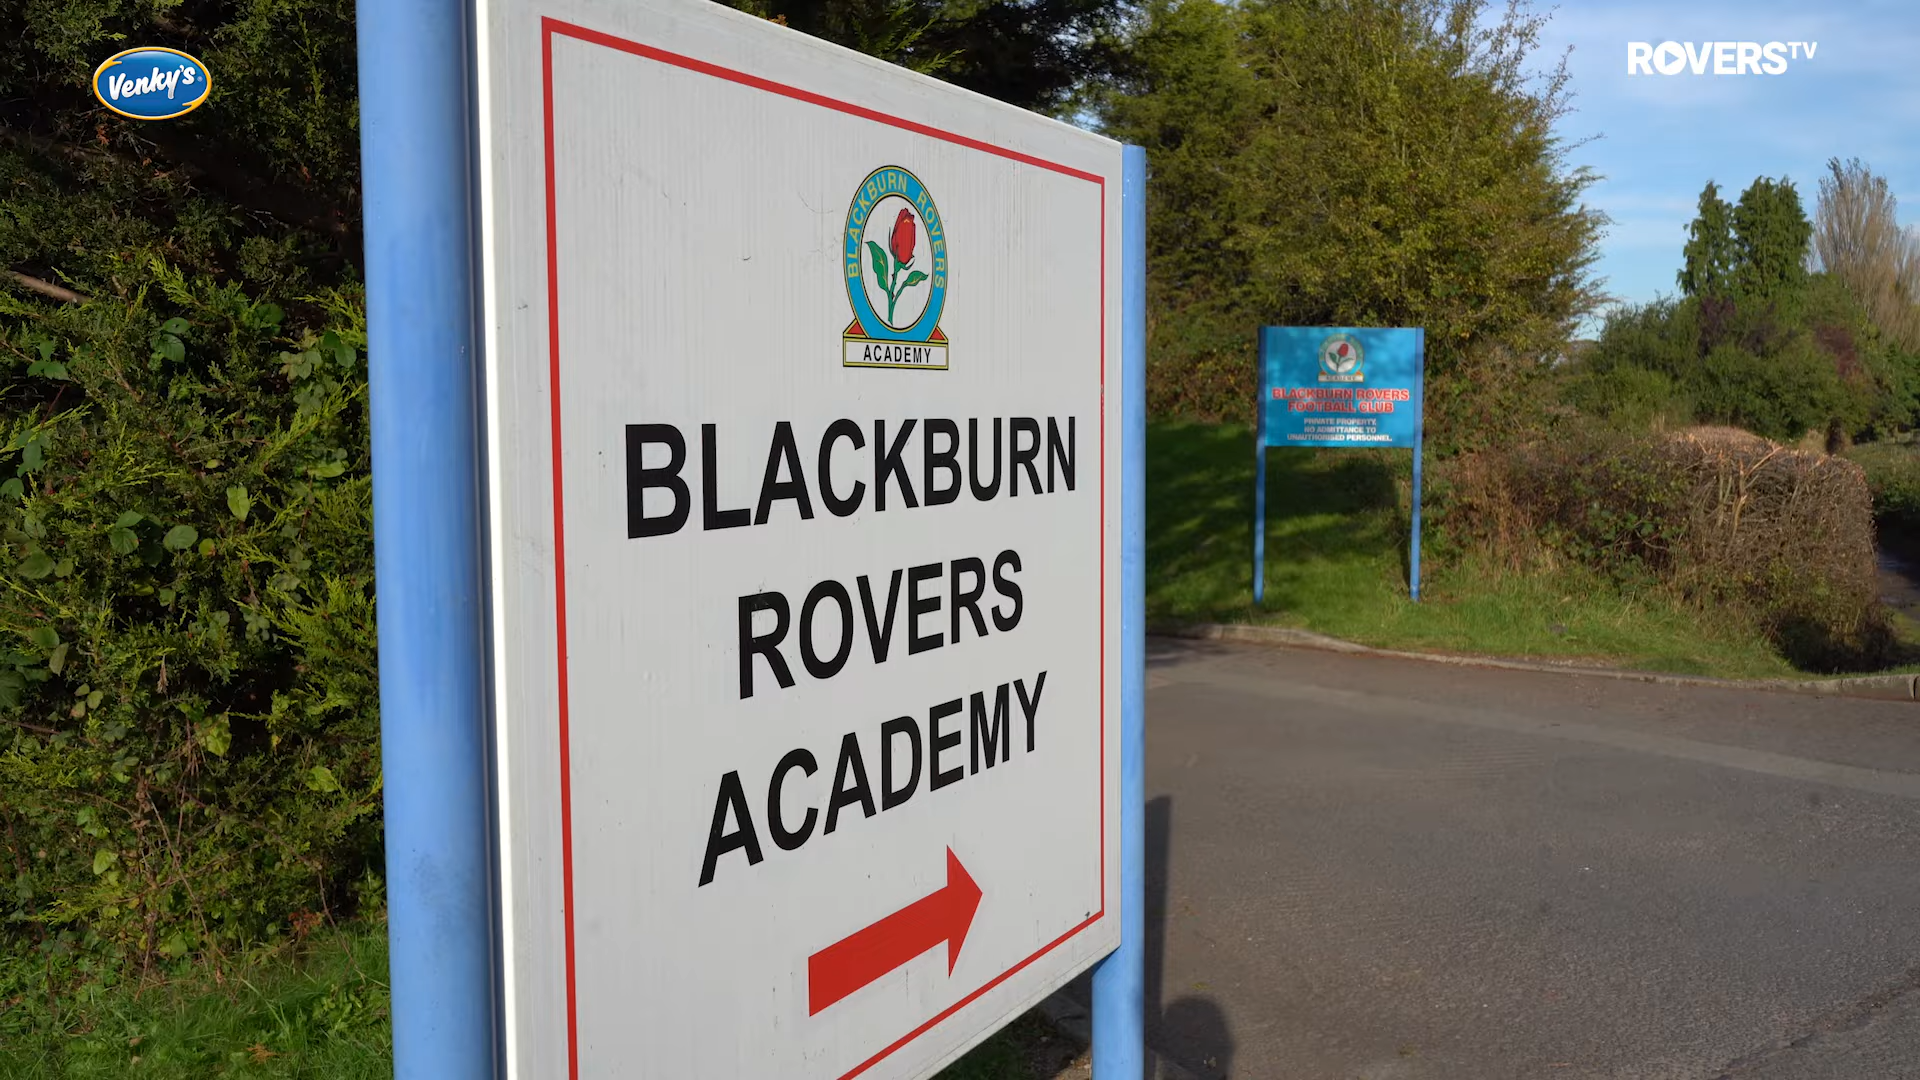 Venky's
ROVERSTV
BLACKBURN ROVERS
ACADEMY
BLACKBURN
ROVERS
ACADEMY
ACADEMY
BLACKBURN ROVERS
FOOTBALL CLUB
PRIVATE PROPERTY
NO ADMITTANCE TO
UNAUTHORISED PERSONNEL